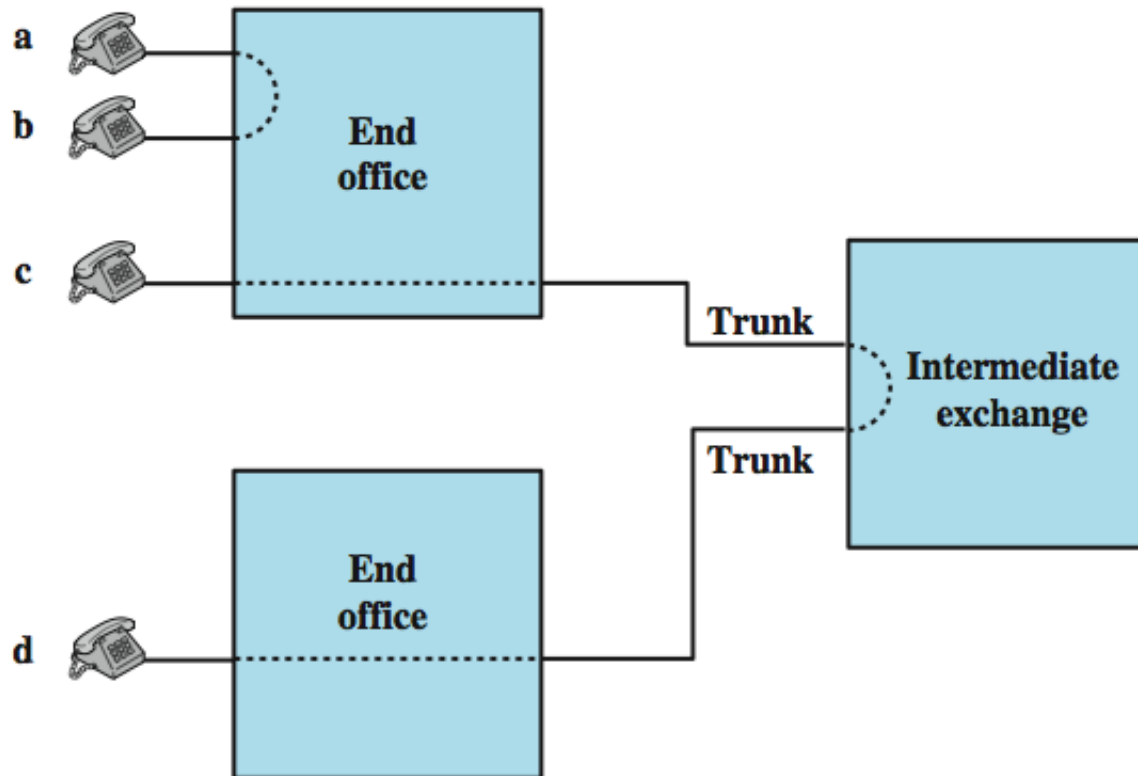 a
b
End
office
c
Trunk
Intermediate
exchange
Trunk
End
office
d